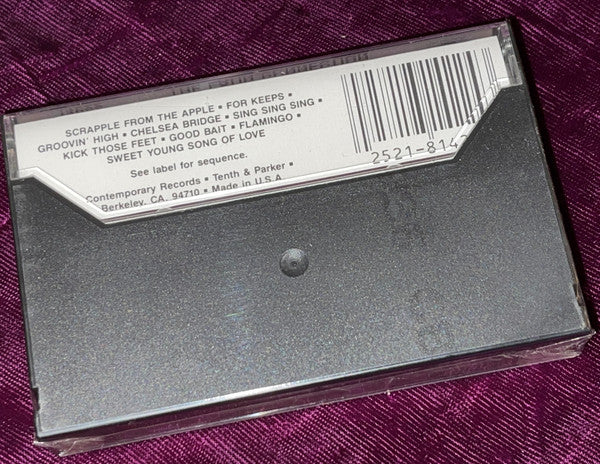 SCRAPPLE FROM THE APPLE • FOR KEEPS •
GROOVIN' HIGH • CHELSEA BRIDGE • SING SING SING •
KICK THOSE FEET • GOOD BAIT • FLAMINGO •
SWEET YOUNG SONG OF LOVE
See label for sequence.
Contemporary Records • Tenth & Parker •
Berkeley, CA. 94710 • Made in U.S.A.
2521-814